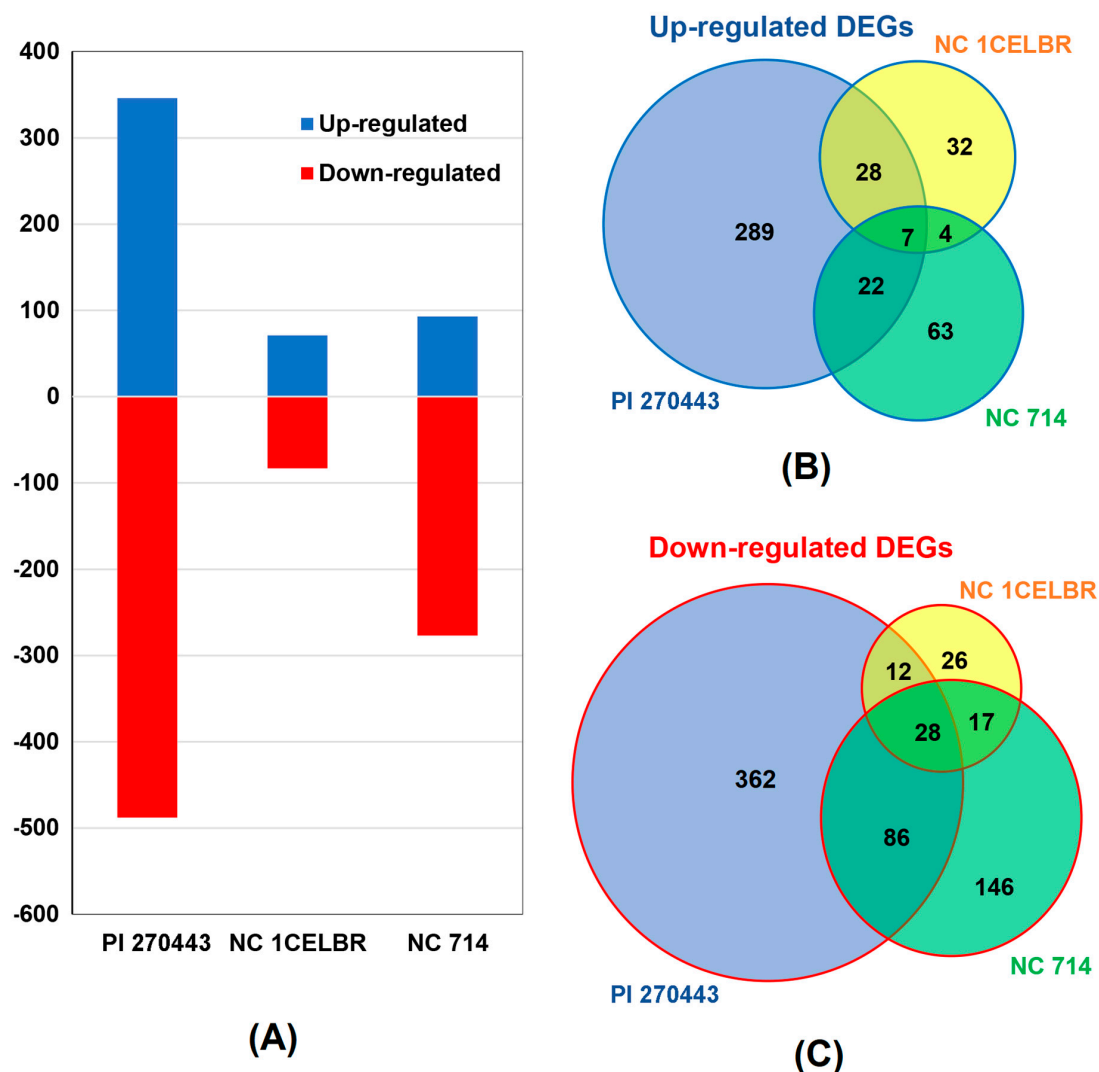 400
300
200
100
0
-100
-200
-300
-400
-500
-600
Up-regulated
Down-regulated
PI 270443 NC 1CELBR NC 714
(A)
Up-regulated DEGs
NC 1CELBR
32
28
289
7 4
22
63
PI 270443
NC 714
(B)
Down-regulated DEGs
NC 1CELBR
26
12
17
28
362
86
146
NC 714
PI 270443
(C)